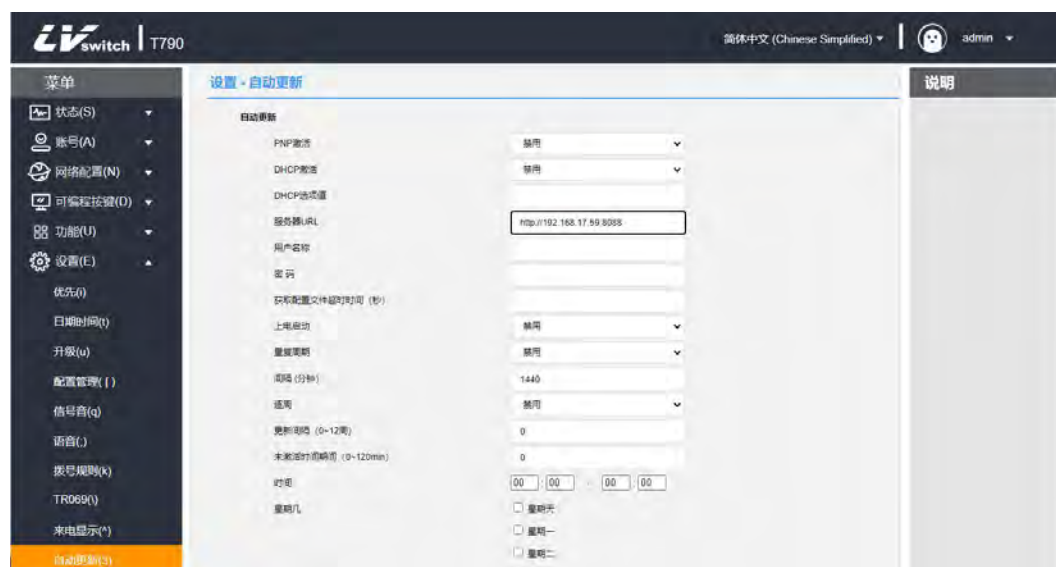 LVswitch | T790
简体中文 (Chinese Simplified)
admin
菜单
设置 - 自动更新
说明
状态(S)
账号(A)
网络配置(N)
可编程按键(D)
功能(U)
设置(E)
优先(i)
日期时间(t)
升级(u)
配置管理([)
信号音(q)
语音(;)
拨号规则(k)
TR069(\)
来电显示(^)
自动更新(3)
自动更新
PNP激活 禁用
DHCP激活 禁用
DHCP选项值
服务器URL http://192.168.17.59:8088
用户名称
密 码
获取配置文件超时时间 (秒)
上电启动 禁用
重复周期 禁用
间隔 (分钟) 1440
逐周 禁用
更新间隔 (0~12周) 0
未激活时间期间 (0~120min) 0
时间 00 : 00 - 00 : 00
星期几 星期天
星期一
星期二